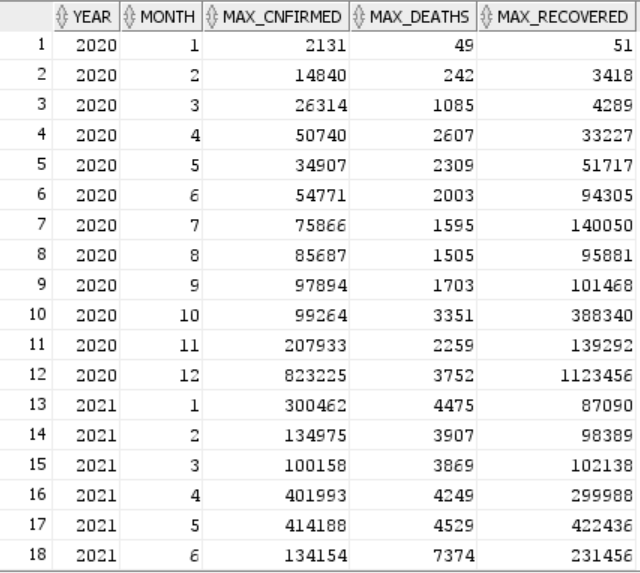 YEAR MONTH MAX_CNFIRMED MAX_DEATHS MAX_RECOVERED
1 2020 1 2131 49 51
2 2020 2 14840 242 3418
3 2020 3 26314 1085 4289
4 2020 4 50740 2607 33227
5 2020 5 34907 2309 51717
6 2020 6 54771 2003 94305
7 2020 7 75866 1595 140050
8 2020 8 85687 1505 95881
9 2020 9 97894 1703 101468
10 2020 10 99264 3351 388340
11 2020 11 207933 2259 139292
12 2020 12 823225 3752 1123456
13 2021 1 300462 4475 87090
14 2021 2 134975 3907 98389
15 2021 3 100158 3869 102138
16 2021 4 401993 4249 299988
17 2021 5 414188 4529 422436
18 2021 6 134154 7374 231456